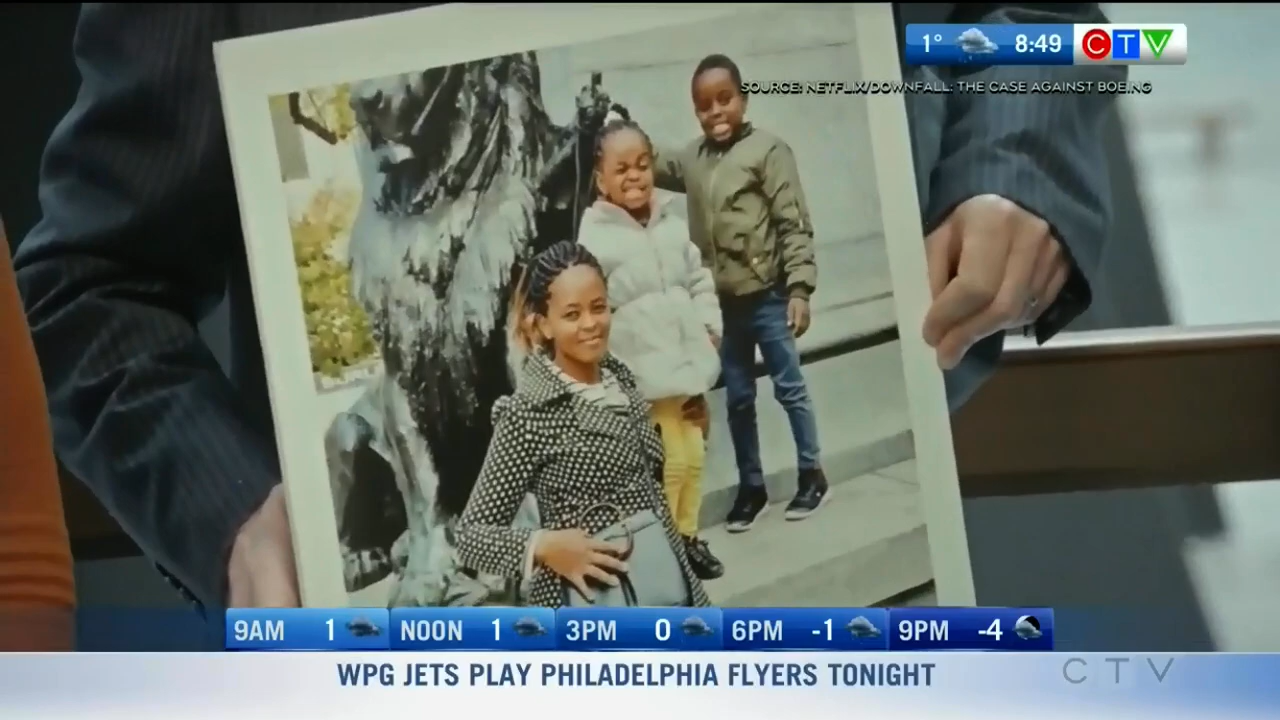 1° 8:49 CTV
SOURCE: NETFLIX/DOWNFALL: THE CASE AGAINST BOEING
9AM 1 NOON 1 3PM 0 6PM -1 9PM -4
WPG JETS PLAY PHILADELPHIA FLYERS TONIGHT
CTV